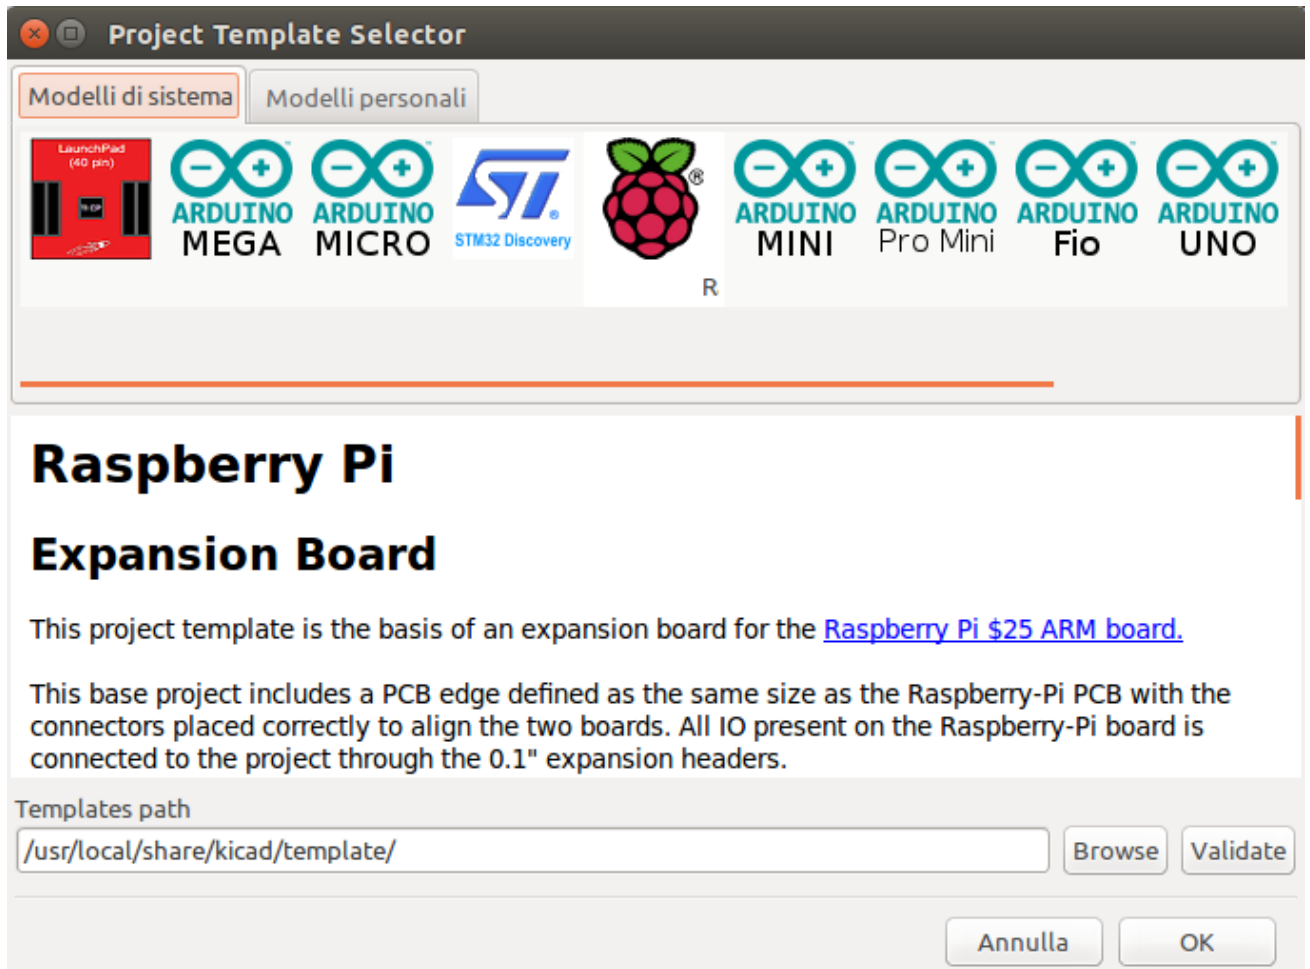 Project Template Selector
Modelli di sistema
Modelli personali
LaunchPad
(40 pin)
ARDUINO
MEGA
ARDUINO
MICRO
STM32 Discovery
®
ARDUINO
MINI
ARDUINO
Pro Mini
ARDUINO
Fio
ARDUINO
UNO
R
Raspberry Pi
Expansion Board
This project template is the basis of an expansion board for the Raspberry Pi $25 ARM board.
This base project includes a PCB edge defined as the same size as the Raspberry-Pi PCB with the
connectors placed correctly to align the two boards. All IO present on the Raspberry-Pi board is
connected to the project through the 0.1" expansion headers.
Templates path
/usr/local/share/kicad/template/
Browse
Validate
Annulla
OK